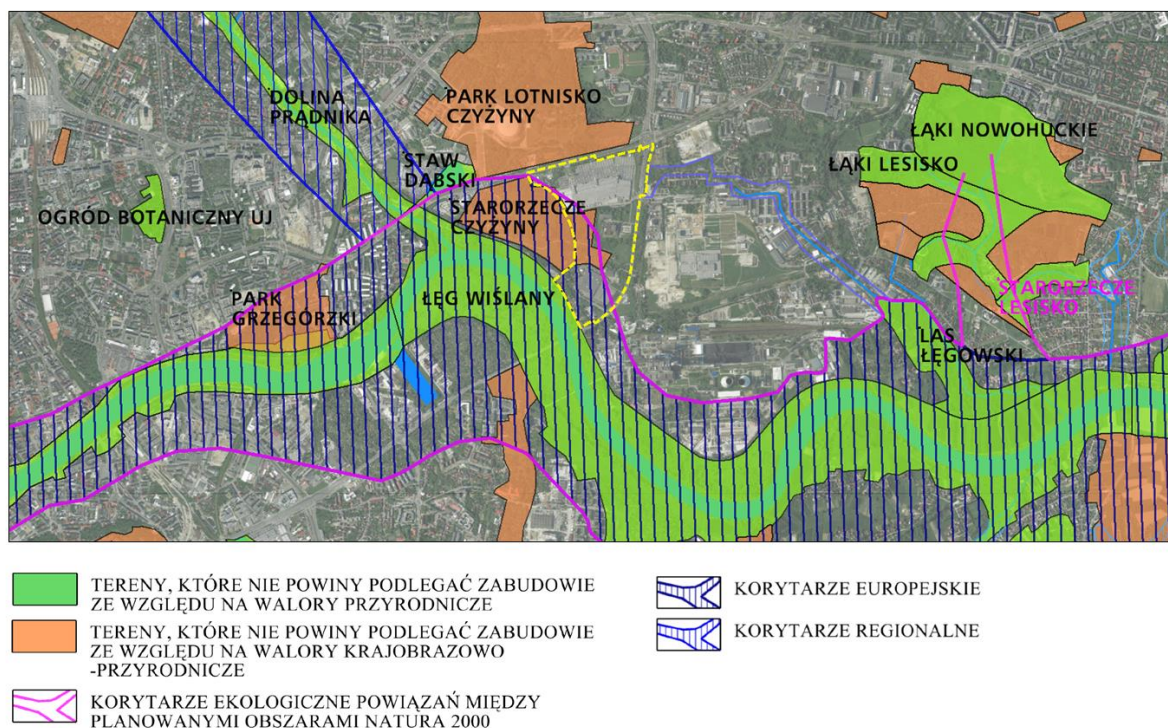 DOLINA
PRĄDNIKA
PARK LOTNISKO
CZYŻYNY
ŁĄKI NOWOHUCKIE
ŁĄKI LESISKO
STAW
DĄBSKI
STARORZECZE
CZYŻYNY
OGRÓD BOTANICZNY UJ
PARK
GRZEGÓRZKI
ŁĘG WIŚLANY
STARORZECZE
LESISKO
LAS
ŁĘGOWSKI
TERENY, KTÓRE NIE POWINY PODLEGAĆ ZABUDOWIE
ZE WZGLĘDU NA WALORY PRZYRODNICZE
TERENY, KTÓRE NIE POWINY PODLEGAĆ ZABUDOWIE
ZE WZGLĘDU NA WALORY KRAJOBRAZOWO
-PRZYRODNICZE
KORYTARZE EKOLOGICZNE POWIĄZAŃ MIĘDZY
PLANOWANYMI OBSZARAMI NATURA 2000
KORYTARZE EUROPEJSKIE
KORYTARZE REGIONALNE